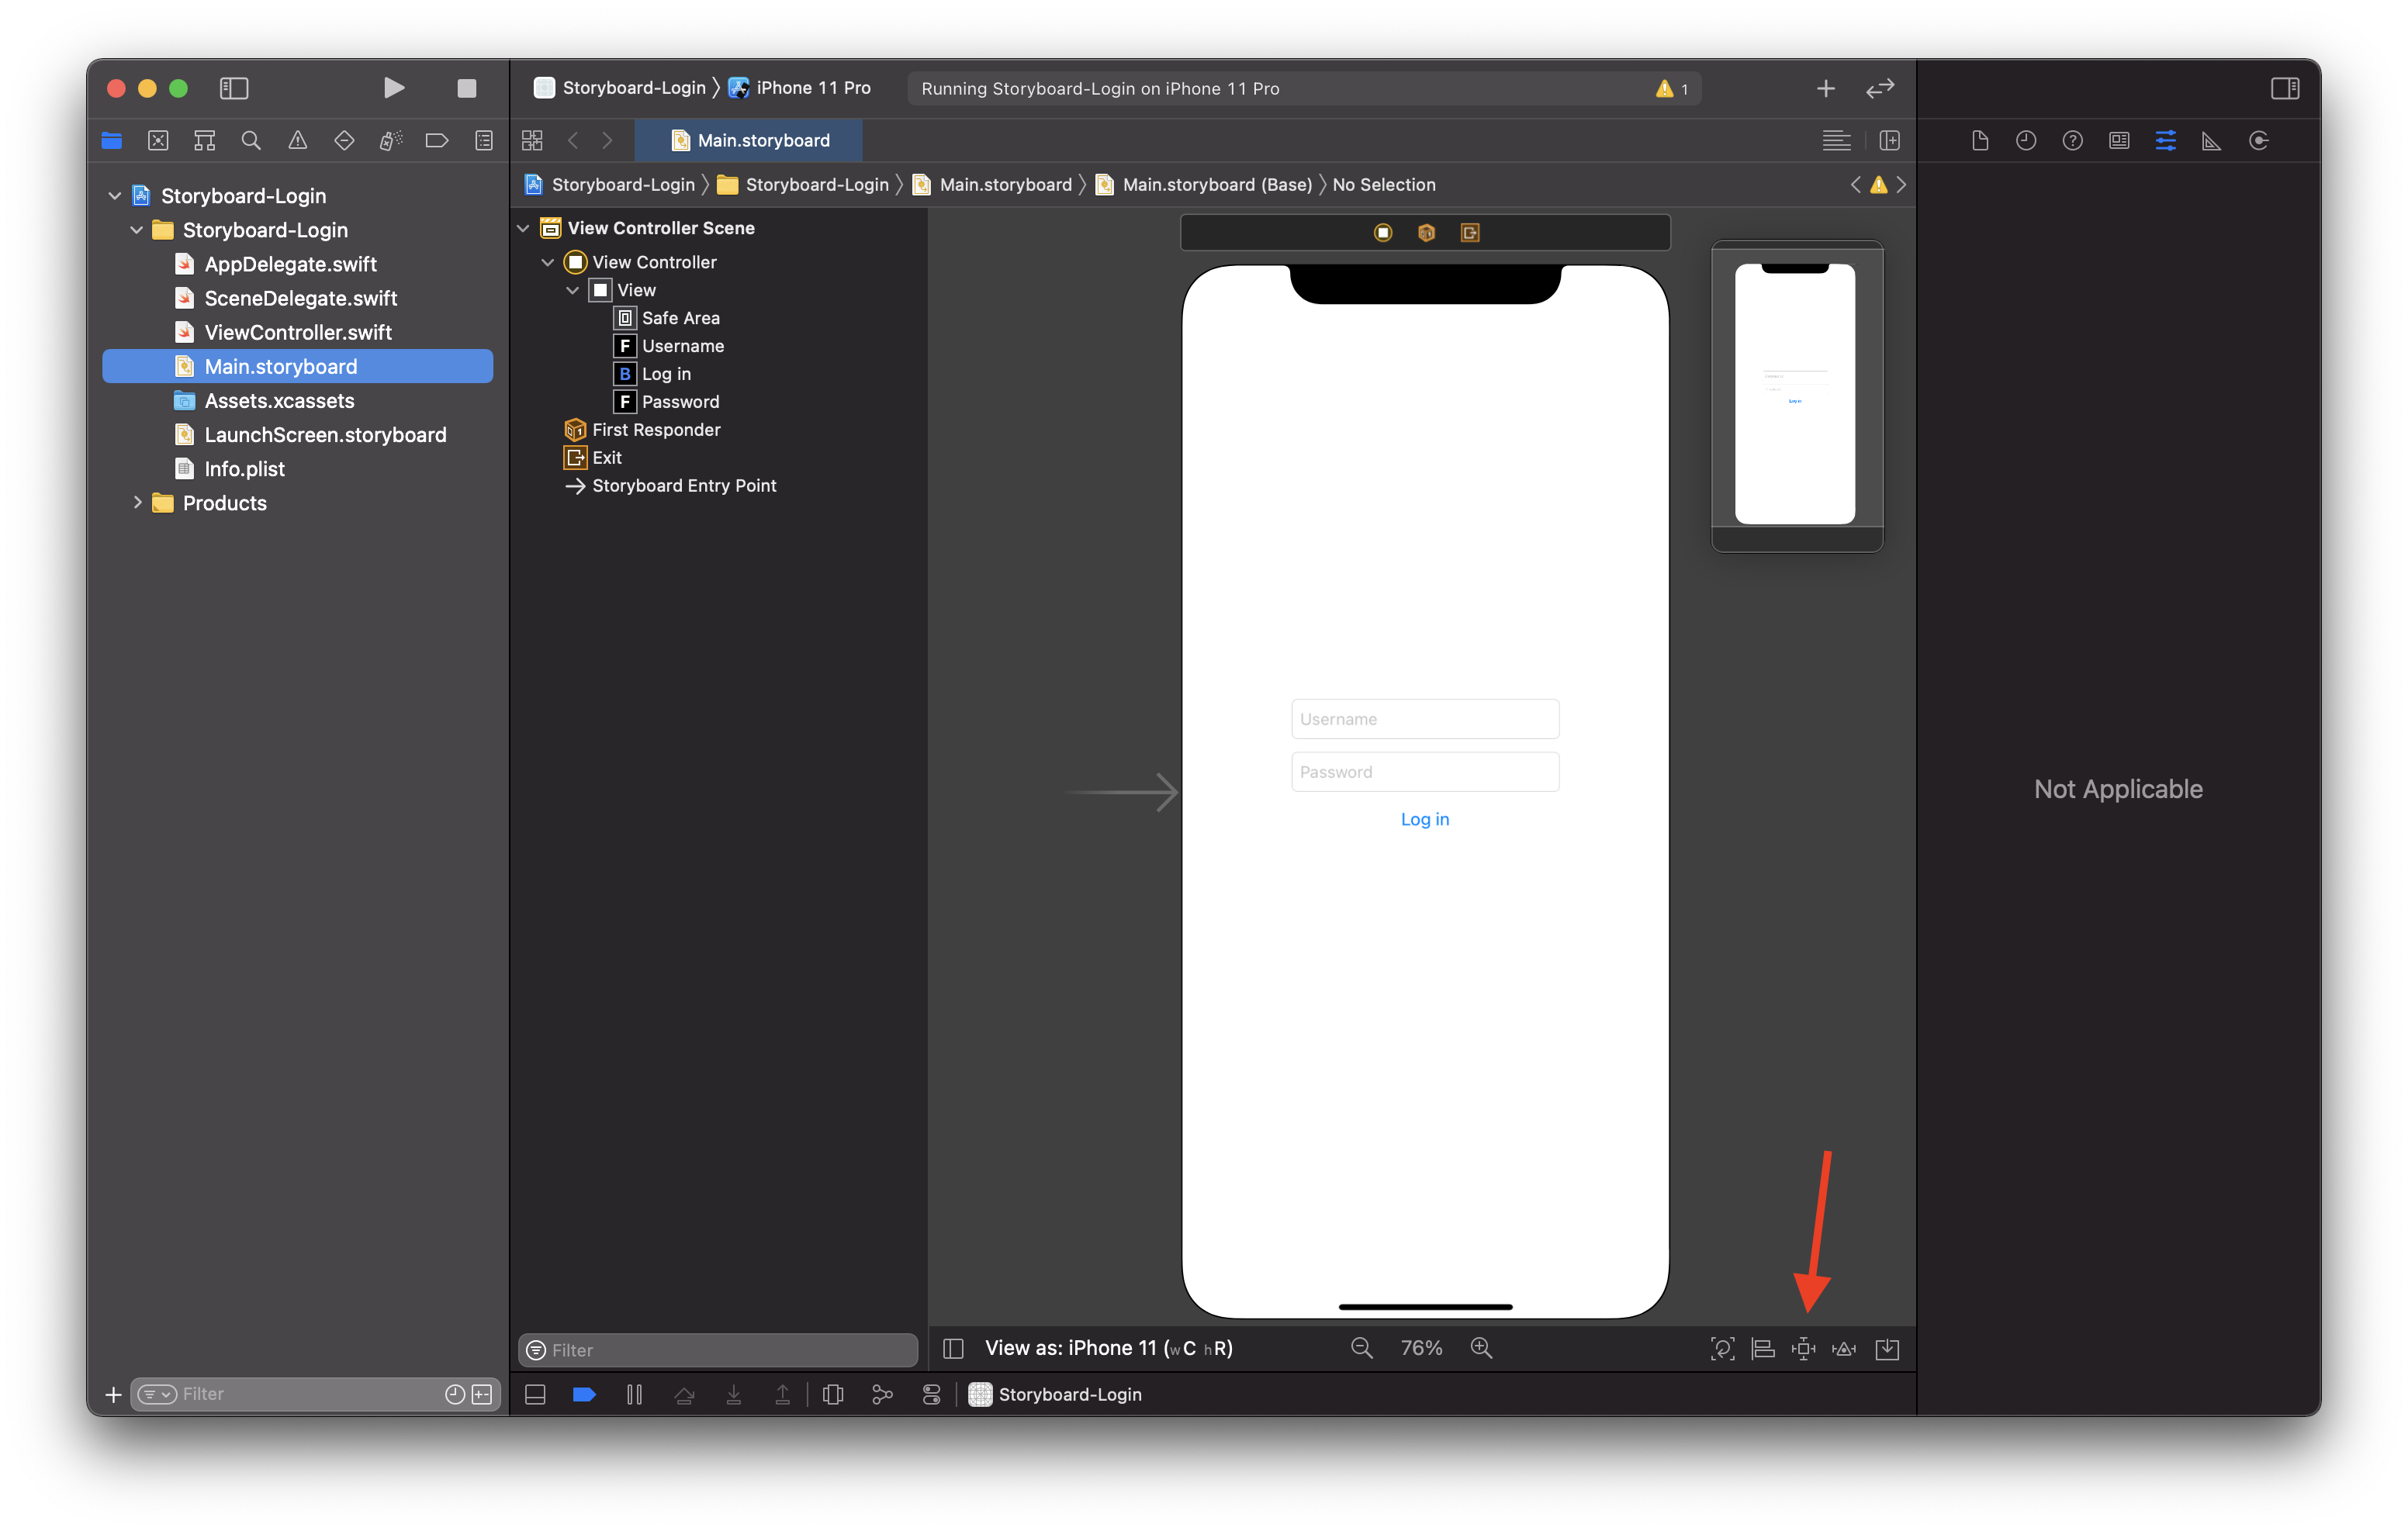 Storyboard-Login iPhone 11 Pro
Running Storyboard-Login on iPhone 11 Pro
1
Main.storyboard
Storyboard-Login Storyboard-Login Main.storyboard Main.storyboard (Base) No Selection
Storyboard-Login
Storyboard-Login
AppDelegate.swift
SceneDelegate.swift
ViewController.swift
Main.storyboard
Assets.xcassets
LaunchScreen.storyboard
Info.plist
Products
Filter
View Controller Scene
View Controller
View
Safe Area
F Username
B Log in
F Password
First Responder
Exit
Storyboard Entry Point
Filter
Username
Password
Log in
Log in
View as: iPhone 11 (wC hR)
76%
Storyboard-Login
Not Applicable